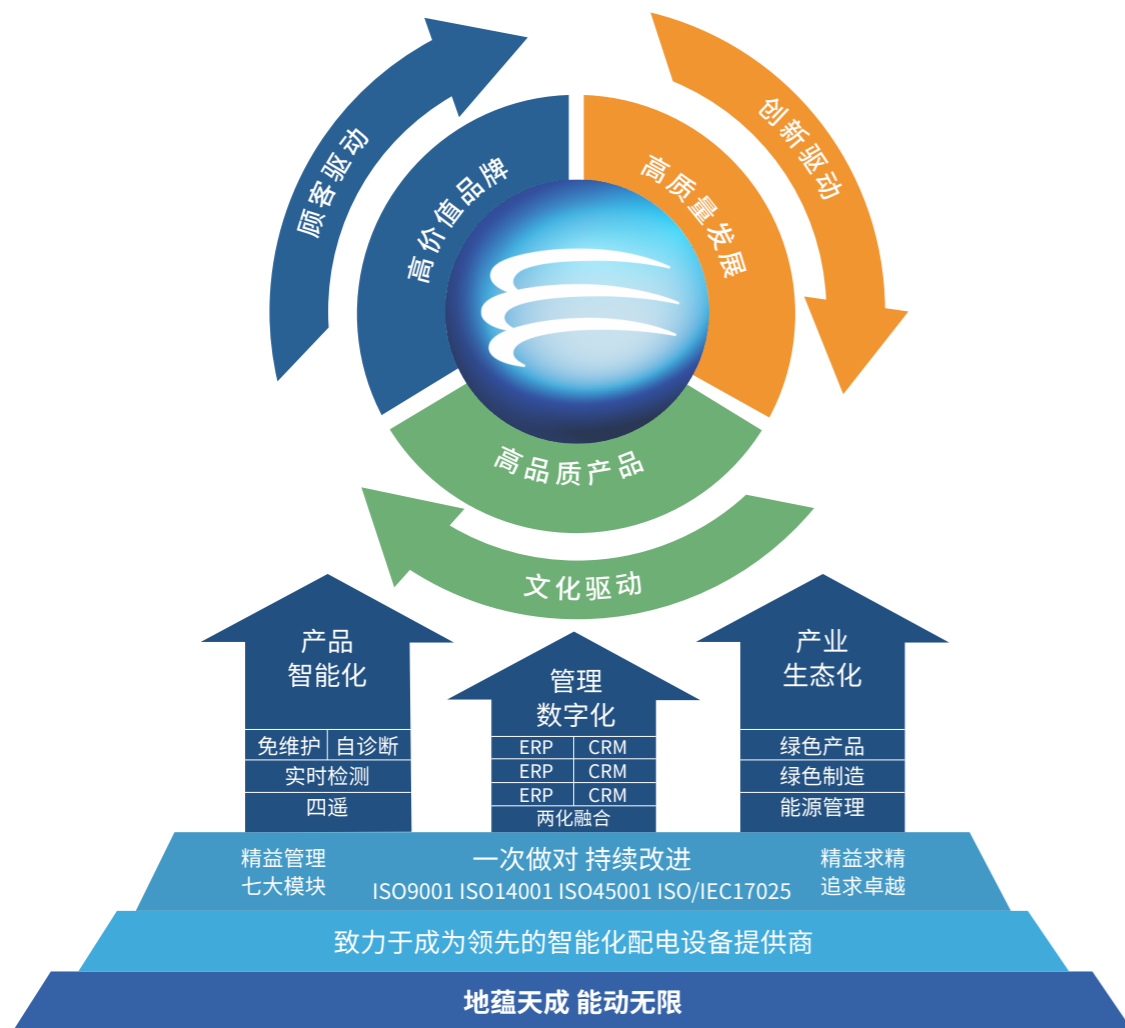 顾客驱动
创新驱动
高价值品牌
高质量发展
高品质产品
文化驱动
产品
智能化
免维护 自诊断
实时检测
四遥
管理
数字化
ERP CRM
ERP CRM
ERP CRM
两化融合
产业
生态化
绿色产品
绿色制造
能源管理
精益管理
七大模块
一次做对 持续改进
ISO9001 ISO14001 ISO45001 ISO/IEC17025
精益求精
追求卓越
致力于成为领先的智能化配电设备提供商
地蕴天成 能动无限